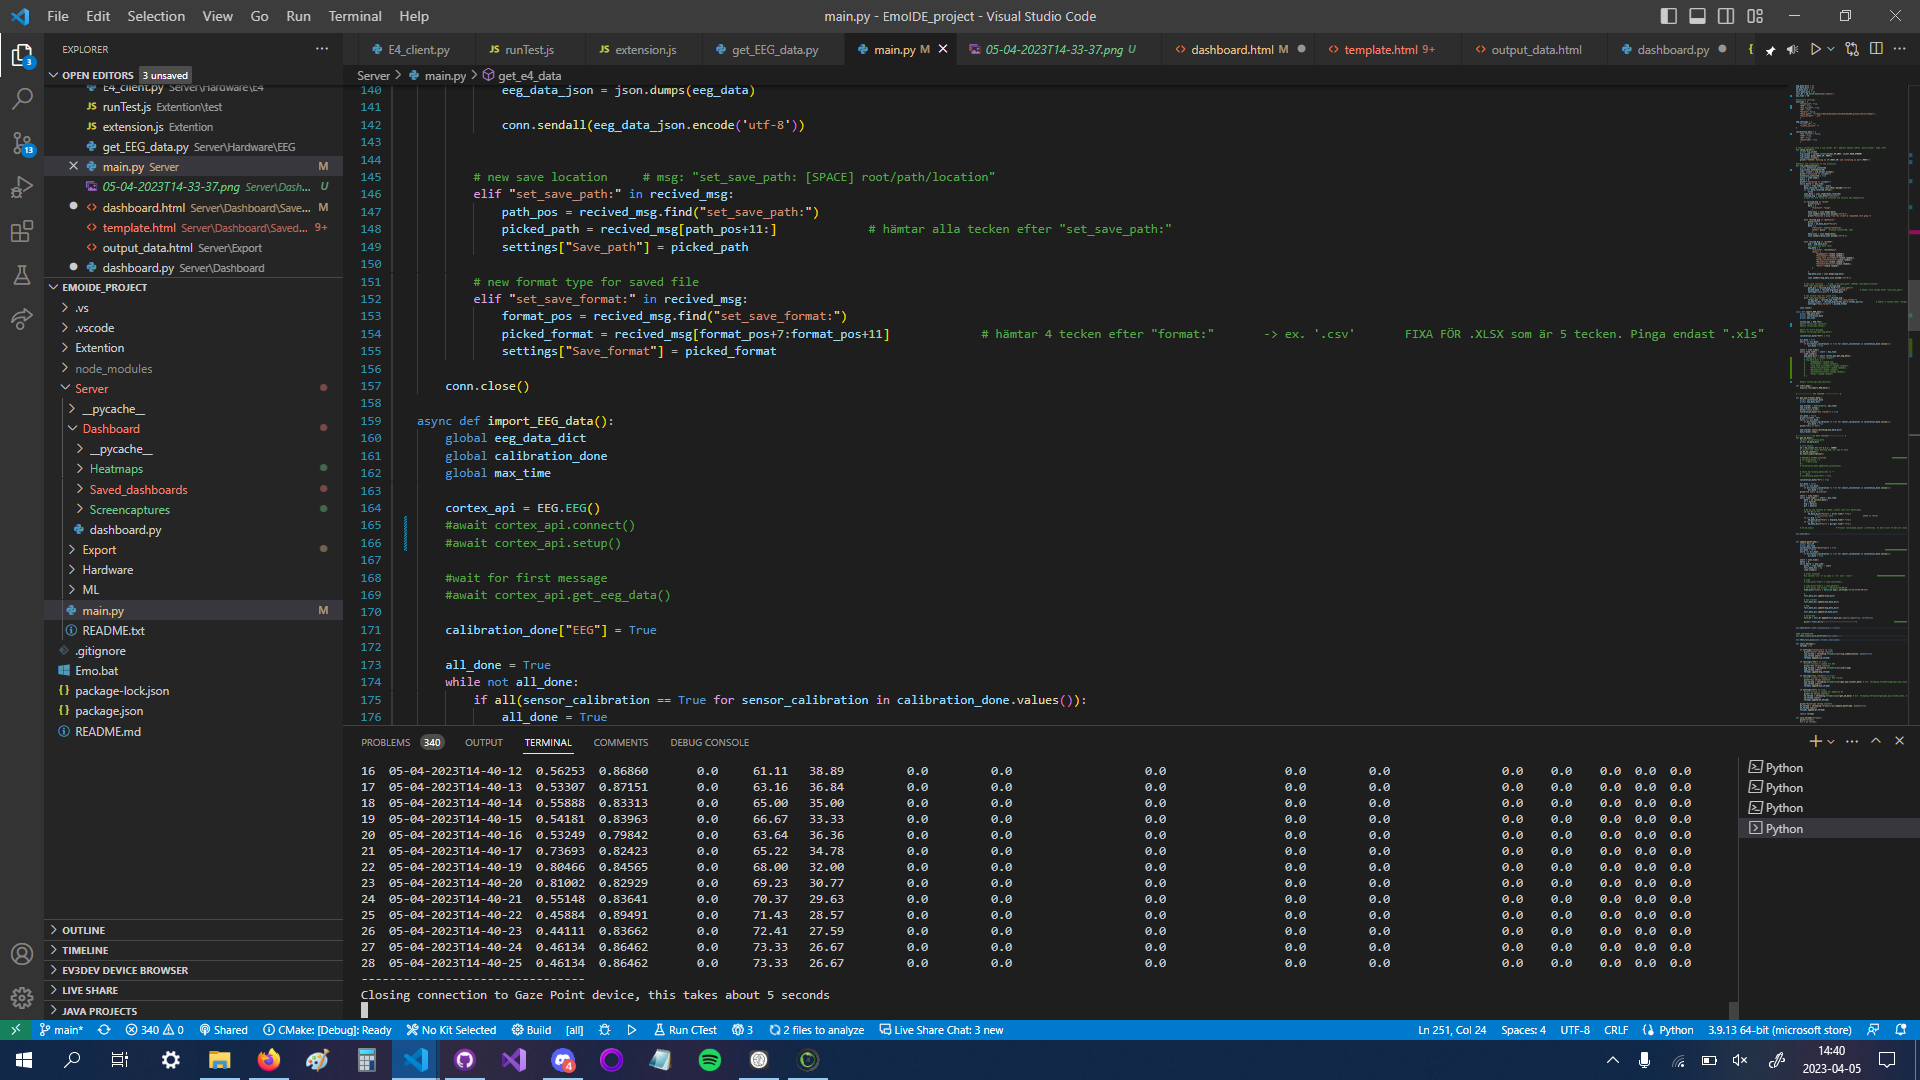 File Edit Selection View Go Run Terminal Help
main.py - EmoIDE_project - Visual Studio Code
EXPLORER
OPEN EDITORS 3 unsaved
E4_client.py Server\Hardware\E4
JS runTest.js Extention\test
JS extension.js Extention
get_EEG_data.py Server\Hardware\EEG
main.py Server M
05-04-2023T14-33-37.png Server\Dash... U
dashboard.html Server\Dashboard\Save... M
template.html Server\Dashboard\Saved... 9+
output_data.html Server\Export
dashboard.py Server\Dashboard
EMOIDE_PROJECT
.vs
.vscode
Extention
node_modules
Server
__pycache__
Dashboard
__pycache__
Heatmaps
Saved_dashboards
Screencaptures
dashboard.py
Export
Hardware
ML
main.py M
README.txt
.gitignore
Emo.bat
package-lock.json
package.json
README.md
OUTLINE
TIMELINE
EV3DEV DEVICE BROWSER
LIVE SHARE
JAVA PROJECTS
E4_client.py JS runTest.js JS extension.js get_EEG_data.py main.py M 05-04-2023T14-33-37.png U dashboard.html M template.html 9+ output_data.html dashboard.py
Server > main.py > get_e4_data
140 eeg_data_json = json.dumps(eeg_data)
141
142 conn.sendall(eeg_data_json.encode('utf-8'))
143
144
145 # new save location # msg: "set_save_path: [SPACE] root/path/location"
146 elif "set_save_path:" in recived_msg:
147 path_pos = recived_msg.find("set_save_path:")
148 picked_path = recived_msg[path_pos+11:] # hämtar alla tecken efter "set_save_path:"
149 settings["Save_path"] = picked_path
150
151 # new format type for saved file
152 elif "set_save_format:" in recived_msg:
153 format_pos = recived_msg.find("set_save_format:")
154 picked_format = recived_msg[format_pos+7:format_pos+11] # hämtar 4 tecken efter "format:" -> ex. '.csv' FIXA FÖR .XLSX som är 5 tecken. Pinga endast ".xls"
155 settings["Save_format"] = picked_format
156
157 conn.close()
158
159 async def import_EEG_data():
160 global eeg_data_dict
161 global calibration_done
162 global max_time
163
164 cortex_api = EEG.EEG()
165 #await cortex_api.connect()
166 #await cortex_api.setup()
167
168 #wait for first message
169 #await cortex_api.get_eeg_data()
170
171 calibration_done["EEG"] = True
172
173 all_done = True
174 while not all_done:
175 if all(sensor_calibration == True for sensor_calibration in calibration_done.values()):
176 all_done = True
PROBLEMS 340 OUTPUT TERMINAL COMMENTS DEBUG CONSOLE
16 05-04-2023T14-40-12 0.56253 0.86860 0.0 61.11 38.89 0.0 0.0 0.0 0.0 0.0 0.0 0.0 0.0 0.0 0.0
17 05-04-2023T14-40-13 0.53307 0.87151 0.0 63.16 36.84 0.0 0.0 0.0 0.0 0.0 0.0 0.0 0.0 0.0 0.0
18 05-04-2023T14-40-14 0.55888 0.83313 0.0 65.00 35.00 0.0 0.0 0.0 0.0 0.0 0.0 0.0 0.0 0.0 0.0
19 05-04-2023T14-40-15 0.54181 0.83963 0.0 66.67 33.33 0.0 0.0 0.0 0.0 0.0 0.0 0.0 0.0 0.0 0.0
20 05-04-2023T14-40-16 0.53249 0.79842 0.0 63.64 36.36 0.0 0.0 0.0 0.0 0.0 0.0 0.0 0.0 0.0 0.0
21 05-04-2023T14-40-17 0.73693 0.82423 0.0 65.22 34.78 0.0 0.0 0.0 0.0 0.0 0.0 0.0 0.0 0.0 0.0
22 05-04-2023T14-40-19 0.80466 0.84565 0.0 68.00 32.00 0.0 0.0 0.0 0.0 0.0 0.0 0.0 0.0 0.0 0.0
23 05-04-2023T14-40-20 0.81002 0.82929 0.0 69.23 30.77 0.0 0.0 0.0 0.0 0.0 0.0 0.0 0.0 0.0 0.0
24 05-04-2023T14-40-21 0.55148 0.83641 0.0 70.37 29.63 0.0 0.0 0.0 0.0 0.0 0.0 0.0 0.0 0.0 0.0
25 05-04-2023T14-40-22 0.45884 0.89491 0.0 71.43 28.57 0.0 0.0 0.0 0.0 0.0 0.0 0.0 0.0 0.0 0.0
26 05-04-2023T14-40-23 0.44111 0.83662 0.0 72.41 27.59 0.0 0.0 0.0 0.0 0.0 0.0 0.0 0.0 0.0 0.0
27 05-04-2023T14-40-24 0.46134 0.86462 0.0 73.33 26.67 0.0 0.0 0.0 0.0 0.0 0.0 0.0 0.0 0.0 0.0
28 05-04-2023T14-40-25 0.46134 0.86462 0.0 73.33 26.67 0.0 0.0 0.0 0.0 0.0 0.0 0.0 0.0 0.0 0.0
--------------------------------
Closing connection to Gaze Point device, this takes about 5 seconds
Python
Python
Python
Python
main* 340 0 Shared CMake: [Debug]: Ready No Kit Selected Build [all] Run CTest 3 2 files to analyze Live Share Chat: 3 new Ln 251, Col 24 Spaces: 4 UTF-8 CRLF Python 3.9.13 64-bit (microsoft store)
14:40
2023-04-05